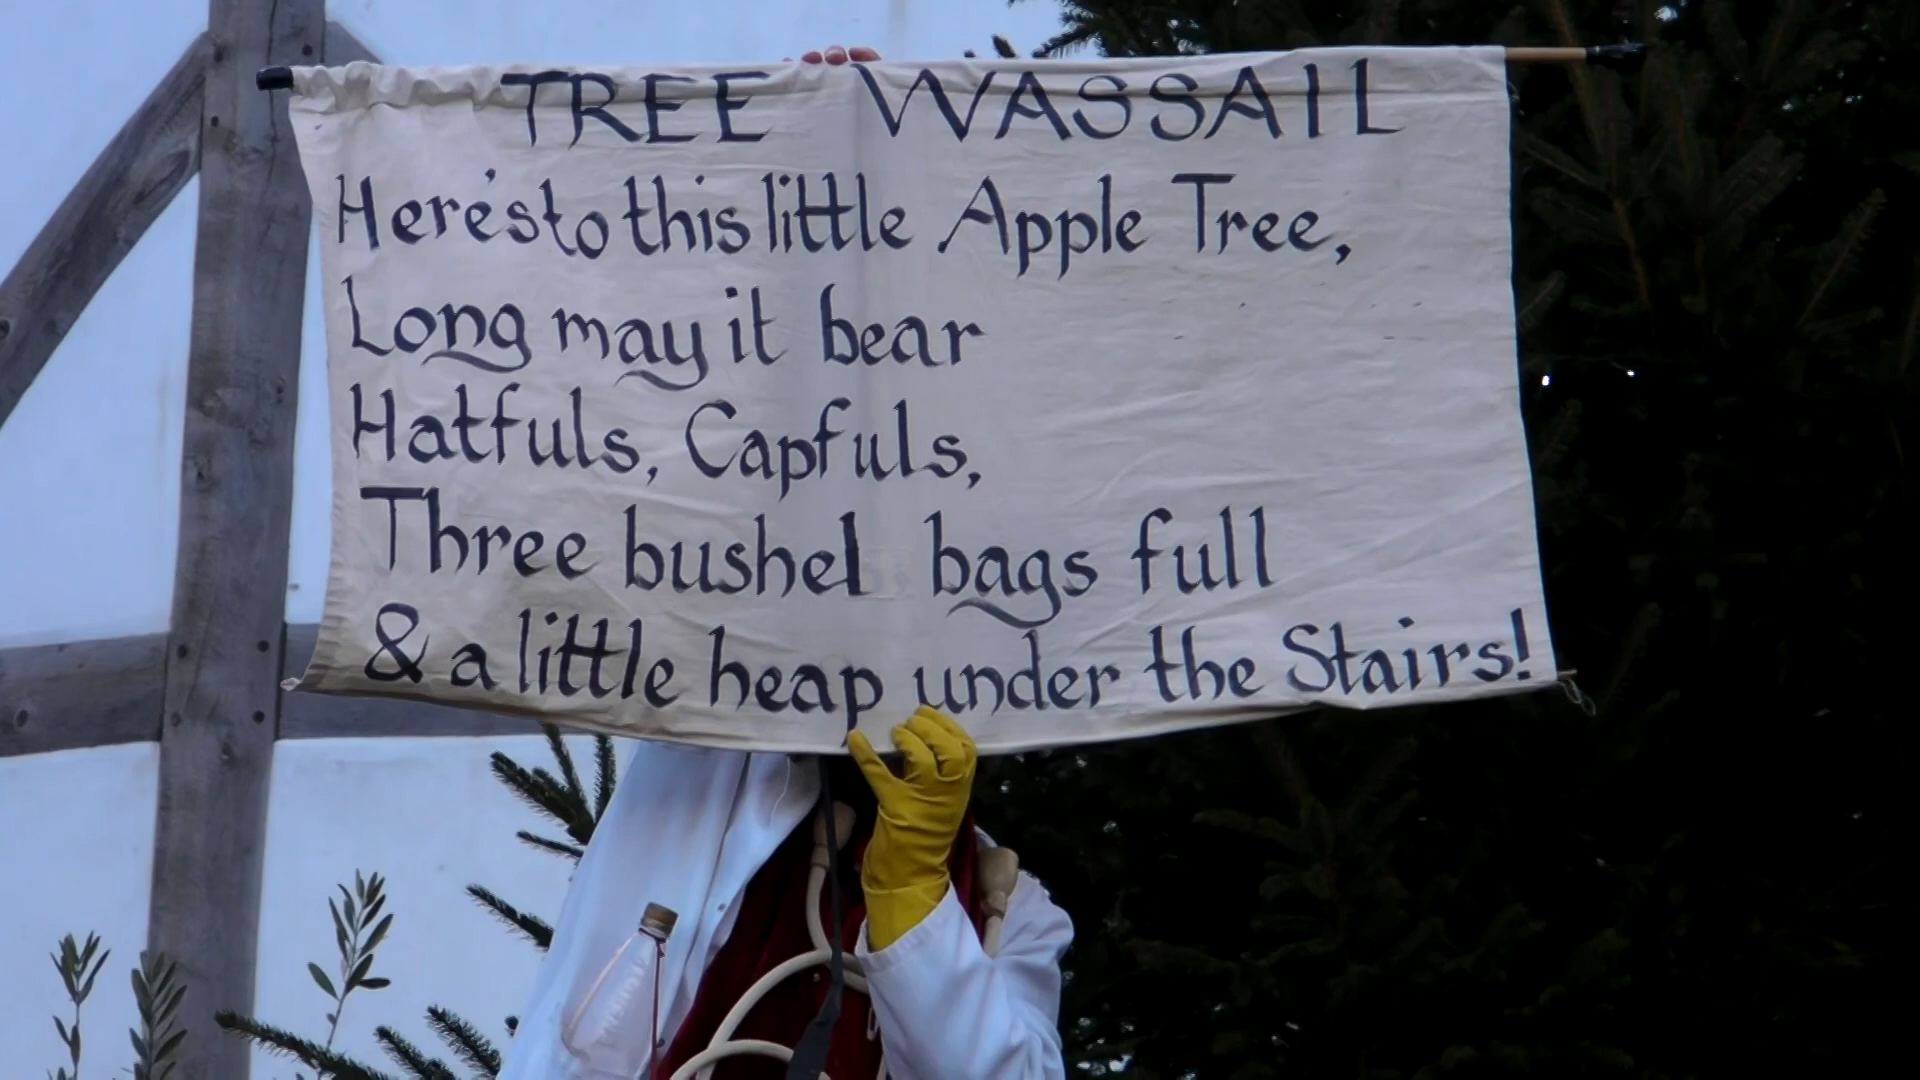 TREE WASSAIL
Here's to this little Apple Tree,
Long may it bear
Hatfuls, Capfuls,
Three bushel bags full
& a little heap under the Stairs!